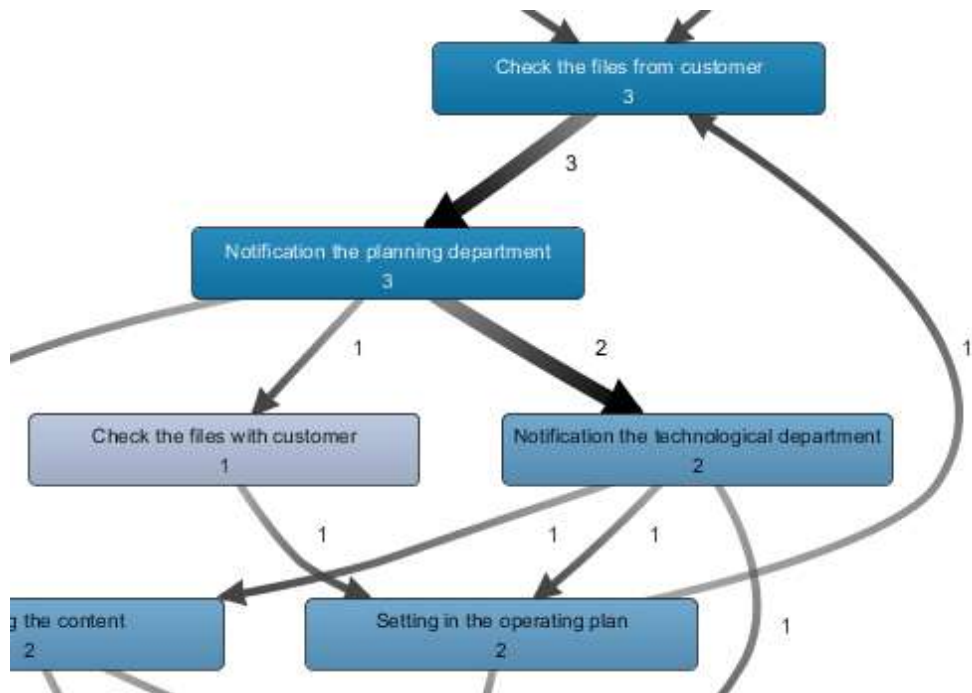 Check the files from customer
3
3
Notification the planning department
3
1
2
1
Check the files with customer
1
Notification the technological department
2
1
1
1
the content
2
Setting in the operating plan
2
1